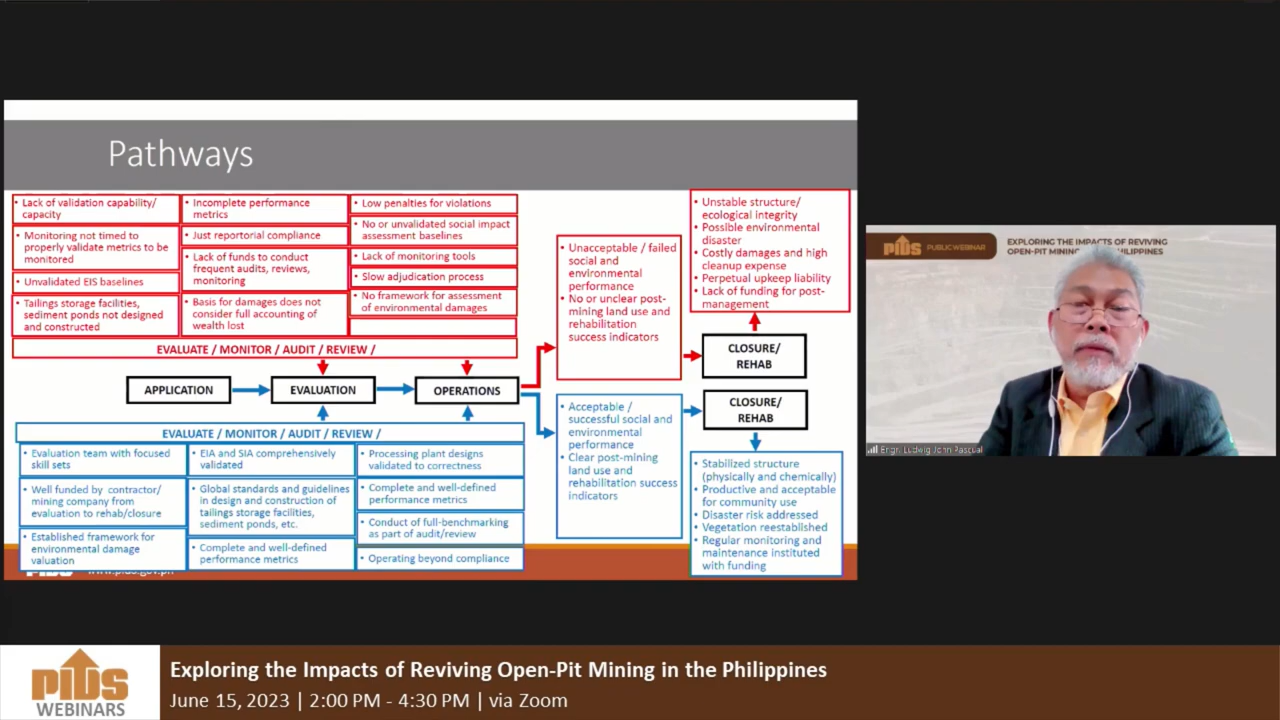 Pathways
• Lack of validation capability/
capacity
• Monitoring not timed to
properly validate metrics to be
monitored
• Unvalidated EIS baselines
• Tailings storage facilities,
sediment ponds not designed
and constructed
• Incomplete performance
metrics
• Just reportorial compliance
• Lack of funds to conduct
frequent audits, reviews,
monitoring
• Basis for damages does not
consider full accounting of
wealth lost
• Low penalties for violations
• No or unvalidated social impact
assessment baselines
• Lack of monitoring tools
• Slow adjudication process
• No framework for assessment
of environmental damages
EVALUATE / MONITOR / AUDIT / REVIEW /
APPLICATION
EVALUATION
OPERATIONS
EVALUATE / MONITOR / AUDIT / REVIEW /
• Evaluation team with focused
skill sets
• Well funded by contractor/
mining company from
evaluation to rehab/closure
• Established framework for
environmental damage
valuation
• EIA and SIA comprehensively
validated
• Global standards and guidelines
in design and construction of
tailings storage facilities,
sediment ponds, etc.
• Complete and well-defined
performance metrics
• Processing plant designs
validated to correctness
• Complete and well-defined
performance metrics
• Conduct of full-benchmarking
as part of audit/review
• Operating beyond compliance
• Unacceptable / failed
social and
environmental
performance
• No or unclear post-
mining land use and
rehabilitation
success indicators
• Acceptable /
successful social and
environmental
performance
• Clear post-mining
land use and
rehabilitation success
indicators
• Unstable structure/
ecological integrity
• Possible environmental
disaster
• Costly damages and high
cleanup expense
• Perpetual upkeep liability
• Lack of funding for post-
management
CLOSURE/
REHAB
CLOSURE/
REHAB
• Stabilized structure
(physically and chemically)
• Productive and acceptable
for community use
• Disaster risk addressed
• Vegetation reestablished
• Regular monitoring and
maintenance instituted
with funding
PIDS PUBLIC WEBINAR
EXPLORING THE IMPACTS OF REVIVING
OPEN-PIT MINING
Engr. Ludwig John Pascual
PIDS
WEBINARS
Exploring the Impacts of Reviving Open-Pit Mining in the Philippines
June 15, 2023 | 2:00 PM - 4:30 PM | via Zoom